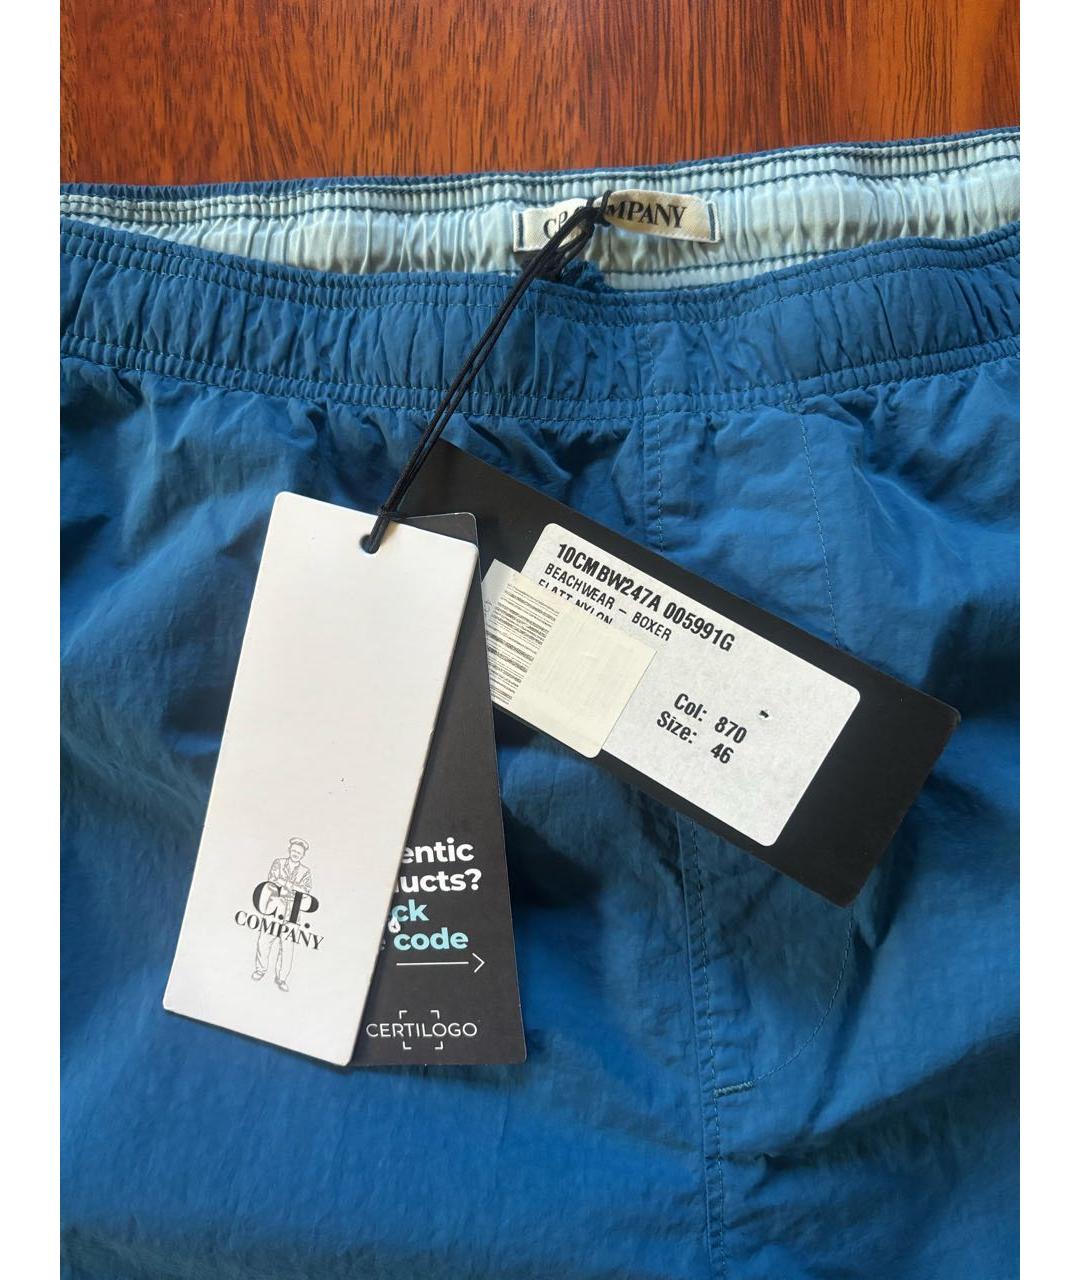 C.P. COMPANY
10CMBW247A 005991G
BEACHWEAR - BOXER
FLATT NYLON
Col: 870
Size: 46
C.P.
COMPANY
entic
ucts?
ck
code
CERTILOGO